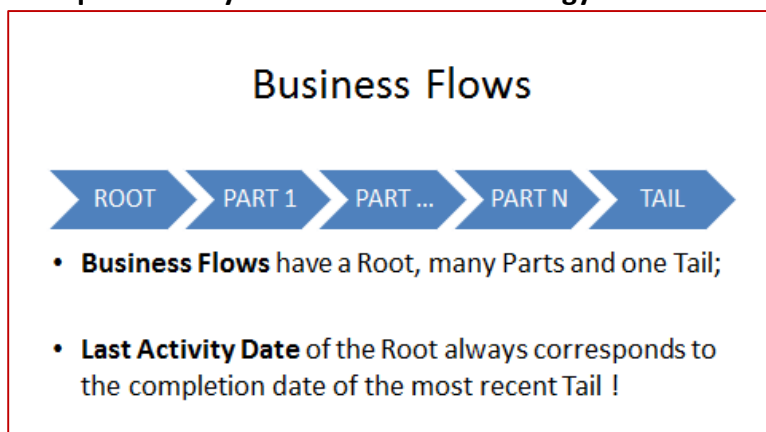 Business Flows
ROOT PART 1 PART ... PART N TAIL
• Business Flows have a Root, many Parts and one Tail;
• Last Activity Date of the Root always corresponds to
the completion date of the most recent Tail !